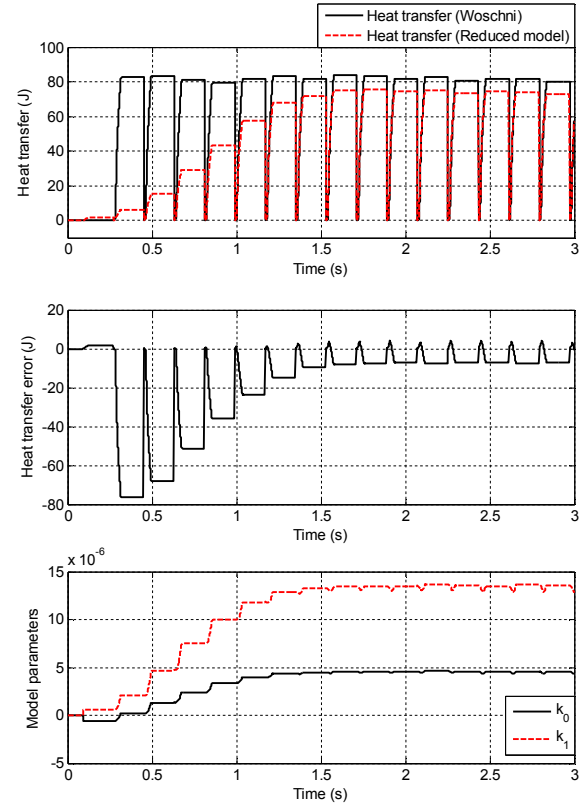 Heat transfer (Woschni)
Heat transfer (Reduced model)
100
80
60
40
20
0
Heat transfer (J)
0 0.5 1 1.5 2 2.5 3
Time (s)
20
0
-20
-40
-60
-80
Heat transfer error (J)
0 0.5 1 1.5 2 2.5 3
Time (s)
x 10^-6
15
10
5
0
-5
Model parameters
k_0
k_1
0 0.5 1 1.5 2 2.5 3
Time (s)